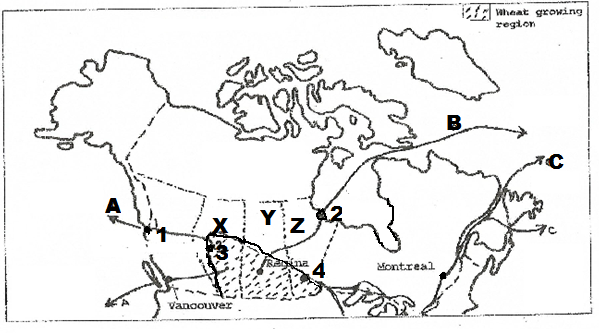 Wheat growing
region
B
C
A
X
Y
Z
1
2
3
Regina
4
Montreal
C
A
Vancouver